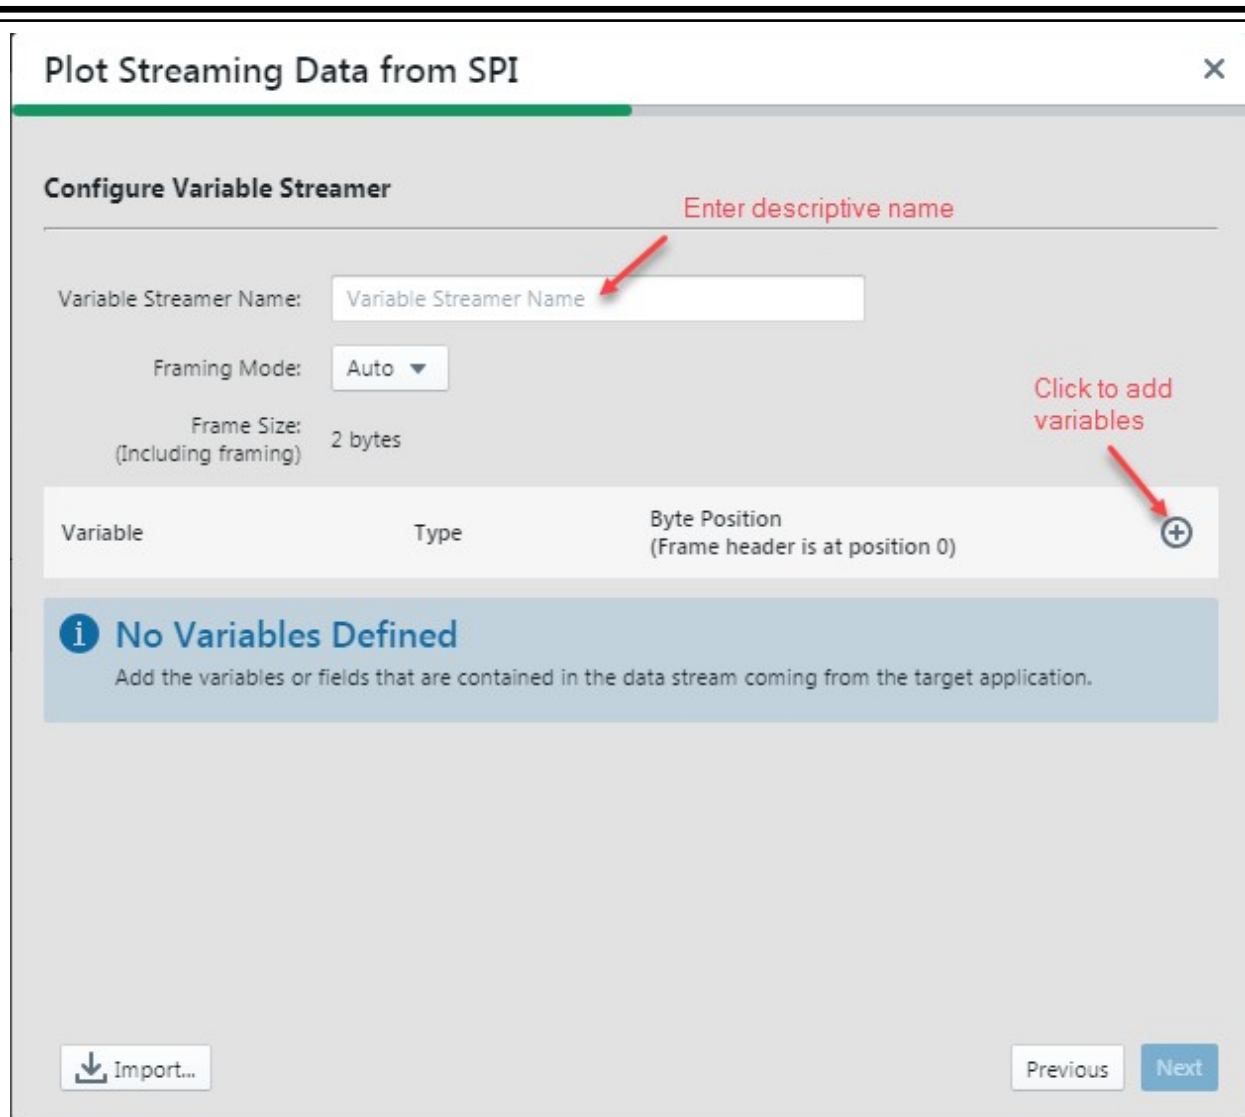 Plot Streaming Data from SPI
Configure Variable Streamer
Enter descriptive name
Variable Streamer Name:
Variable Streamer Name
Framing Mode:
Auto
Click to add
variables
Frame Size:
(Including framing)
2 bytes
Variable
Type
Byte Position
(Frame header is at position 0)
No Variables Defined
Add the variables or fields that are contained in the data stream coming from the target application.
Import...
Previous
Next